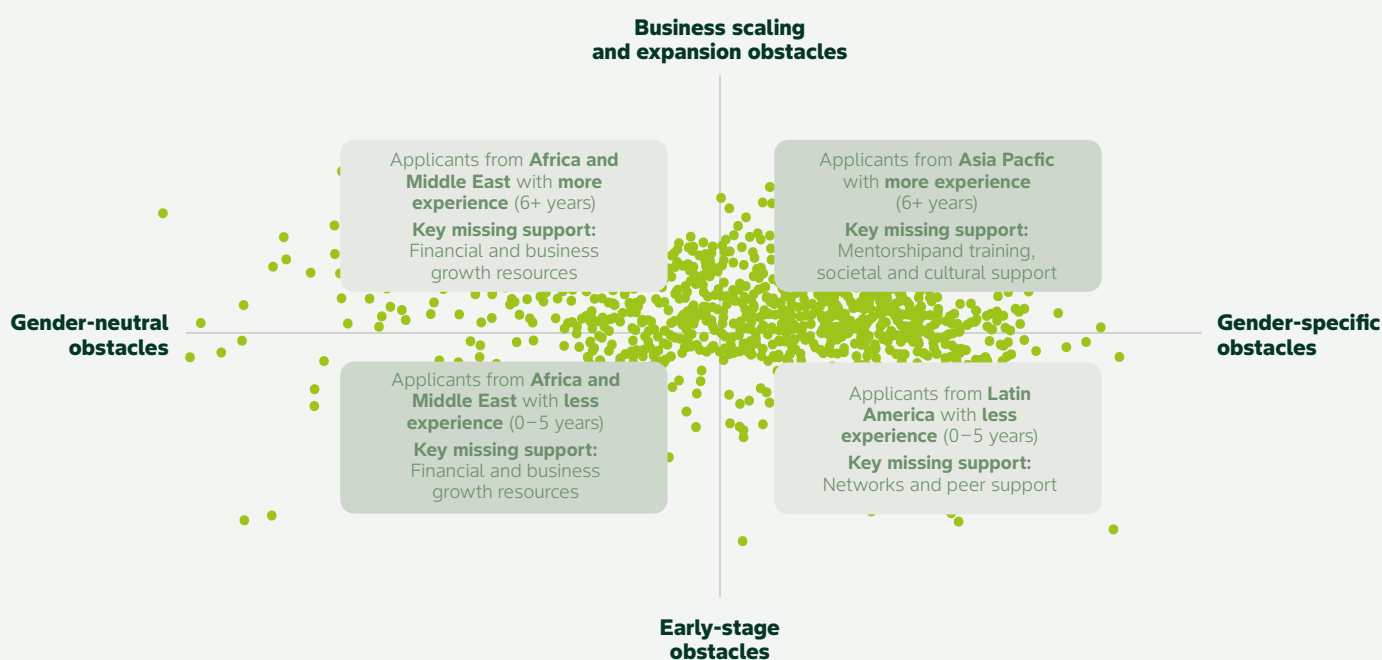 Business scaling
and expansion obstacles
Applicants from Africa and
Middle East with more
experience (6+ years)
Key missing support:
Financial and business
growth resources
Applicants from Asia Pacfic
with more experience
(6+ years)
Key missing support:
Mentorshipand training,
societal and cultural support
Gender-neutral
obstacles
Gender-specific
obstacles
Applicants from Africa and
Middle East with less
experience (0–5 years)
Key missing support:
Financial and business
growth resources
Applicants from Latin
America with less
experience (0–5 years)
Key missing support:
Networks and peer support
Early-stage
obstacles